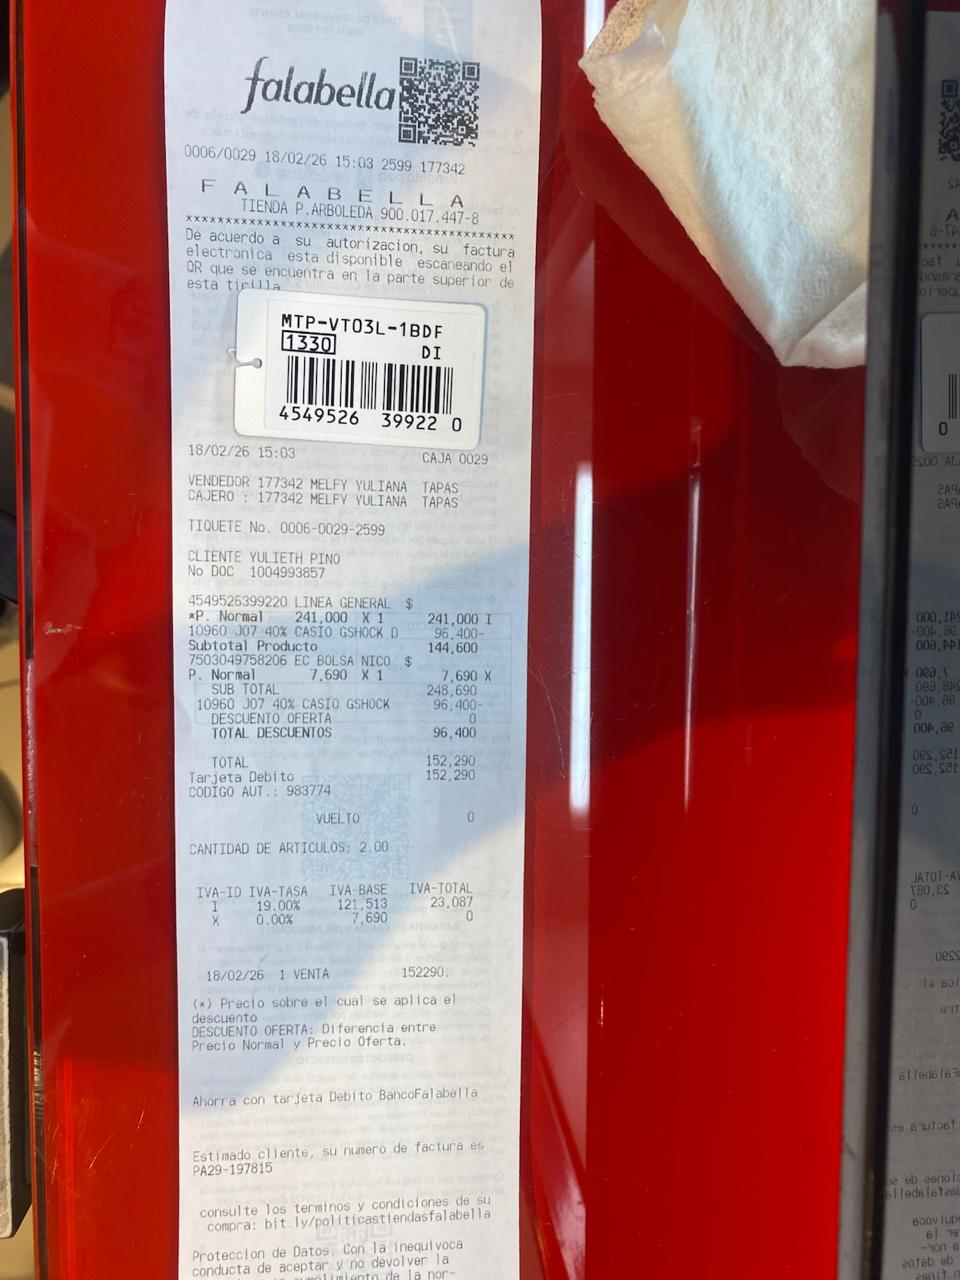 falabella
0006/0029 18/02/26 15:03 2599 177342
F A L A B E L L A
TIENDA P.ARBOLEDA 900.017.447-8
*******************************************
De acuerdo a su autorizacion, su factura
electronica esta disponible escaneando el
QR que se encuentra en la parte superior de
esta tirilla
MTP-VT03L-1BDF
1330 DI
4549526 39922 0
18/02/26 15:03 CAJA 0029
VENDEDOR 177342 MELFY YULIANA TAPAS
CAJERO : 177342 MELFY YULIANA TAPAS
TIQUETE No. 0006-0029-2599
CLIENTE YULIETH PINO
No DOC 1004993857
4549526399220 LINEA GENERAL $
*P. Normal 241,000 X 1 241,000 I
10960 J07 40% CASIO GSHOCK D 96,400-
Subtotal Producto 144,600
7503049758206 EC BOLSA NICO $
P. Normal 7,690 X 1 7,690 X
SUB TOTAL 248,690
10960 J07 40% CASIO GSHOCK 96,400-
DESCUENTO OFERTA 0
TOTAL DESCUENTOS 96,400
TOTAL 152,290
Tarjeta Debito 152,290
CODIGO AUT.: 983774
VUELTO 0
CANTIDAD DE ARTICULOS: 2.00
IVA-ID IVA-TASA IVA-BASE IVA-TOTAL
I 19.00% 121,513 23,087
X 0.00% 7,690 0
18/02/26 1 VENTA 152290.
(*) Precio sobre el cual se aplica el
descuento
DESCUENTO OFERTA: Diferencia entre
Precio Normal y Precio Oferta.
Ahorra con tarjeta Debito BancoFalabella
Estimado cliente, su numero de factura es
PA29-197815
consulte los terminos y condiciones de su
compra: bit.ly/politicastiendasfalabella
Proteccion de Datos. Con la inequivoca
conducta de aceptar y no devolver la